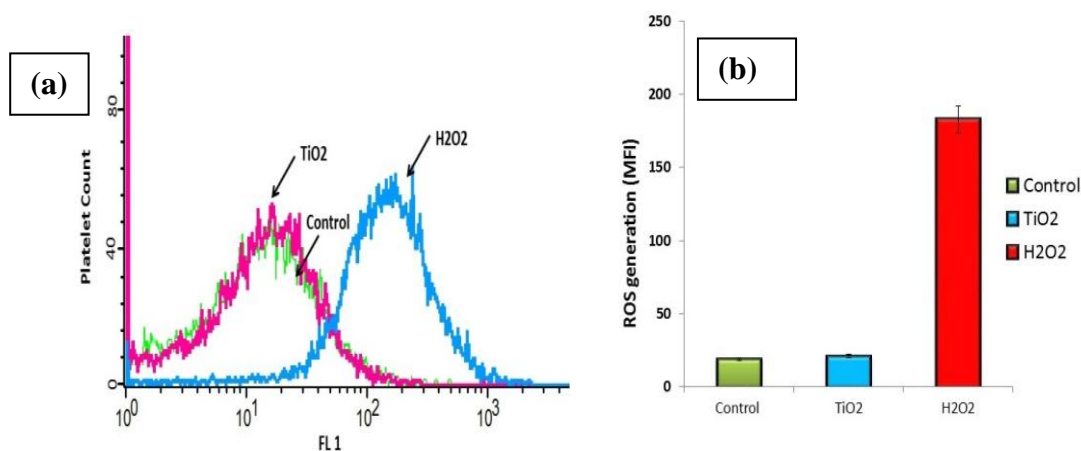 (a)
80
40
0
Platelet Count
TiO2
Control
H2O2
10^0
10^1
10^2
10^3
FL 1
(b)
250
200
150
100
50
0
ROS generation (MFI)
Control
TiO2
H2O2
Control
TiO2
H2O2